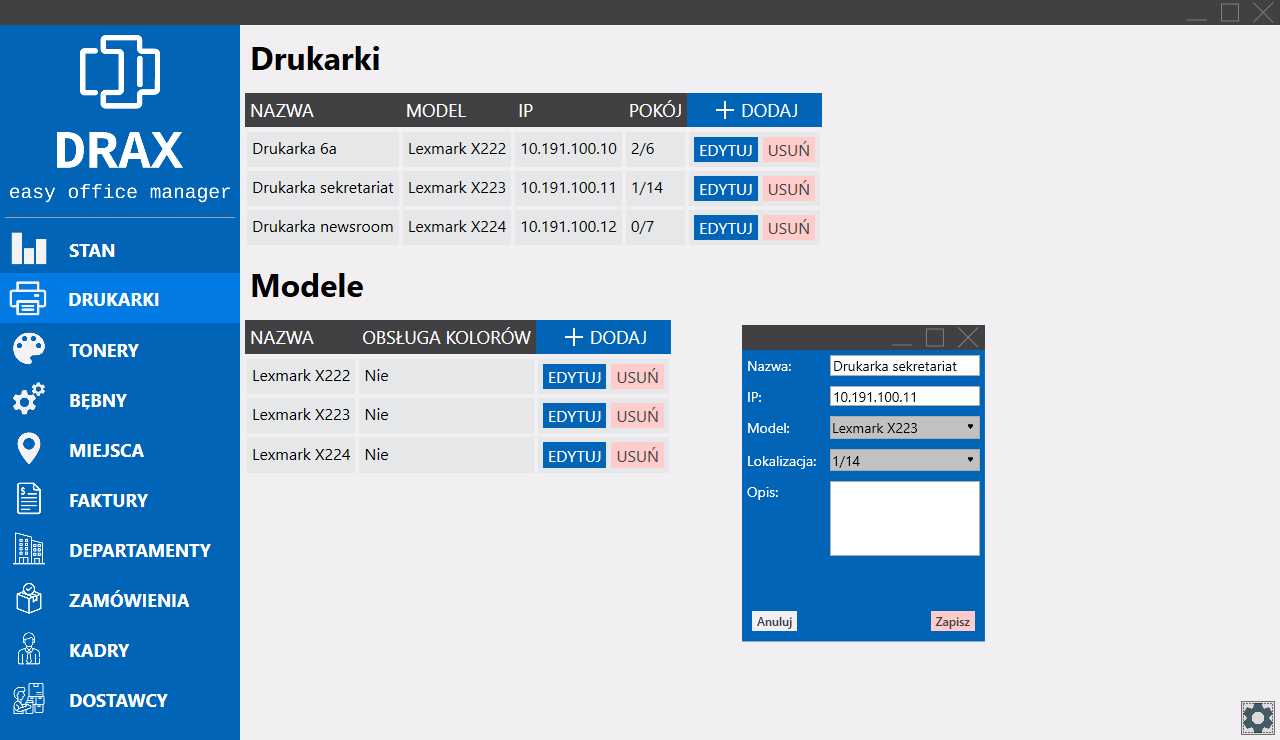 DRAX
easy office manager
STAN
DRUKARKI
TONERY
BĘBNY
MIEJSCA
FAKTURY
DEPARTAMENTY
ZAMÓWIENIA
KADRY
DOSTAWCY
Drukarki
NAZWA MODEL IP POKÓJ DODAJ
Drukarka 6a Lexmark X222 10.191.100.10 2/6 EDYTUJ USUŃ
Drukarka sekretariat Lexmark X223 10.191.100.11 1/14 EDYTUJ USUŃ
Drukarka newsroom Lexmark X224 10.191.100.12 0/7 EDYTUJ USUŃ
Modele
NAZWA OBSŁUGA KOLORÓW DODAJ
Lexmark X222 Nie EDYTUJ USUŃ
Lexmark X223 Nie EDYTUJ USUŃ
Lexmark X224 Nie EDYTUJ USUŃ
Nazwa: Drukarka sekretariat
IP: 10.191.100.11
Model: Lexmark X223
Lokalizacja: 1/14
Opis:
Anuluj Zapisz